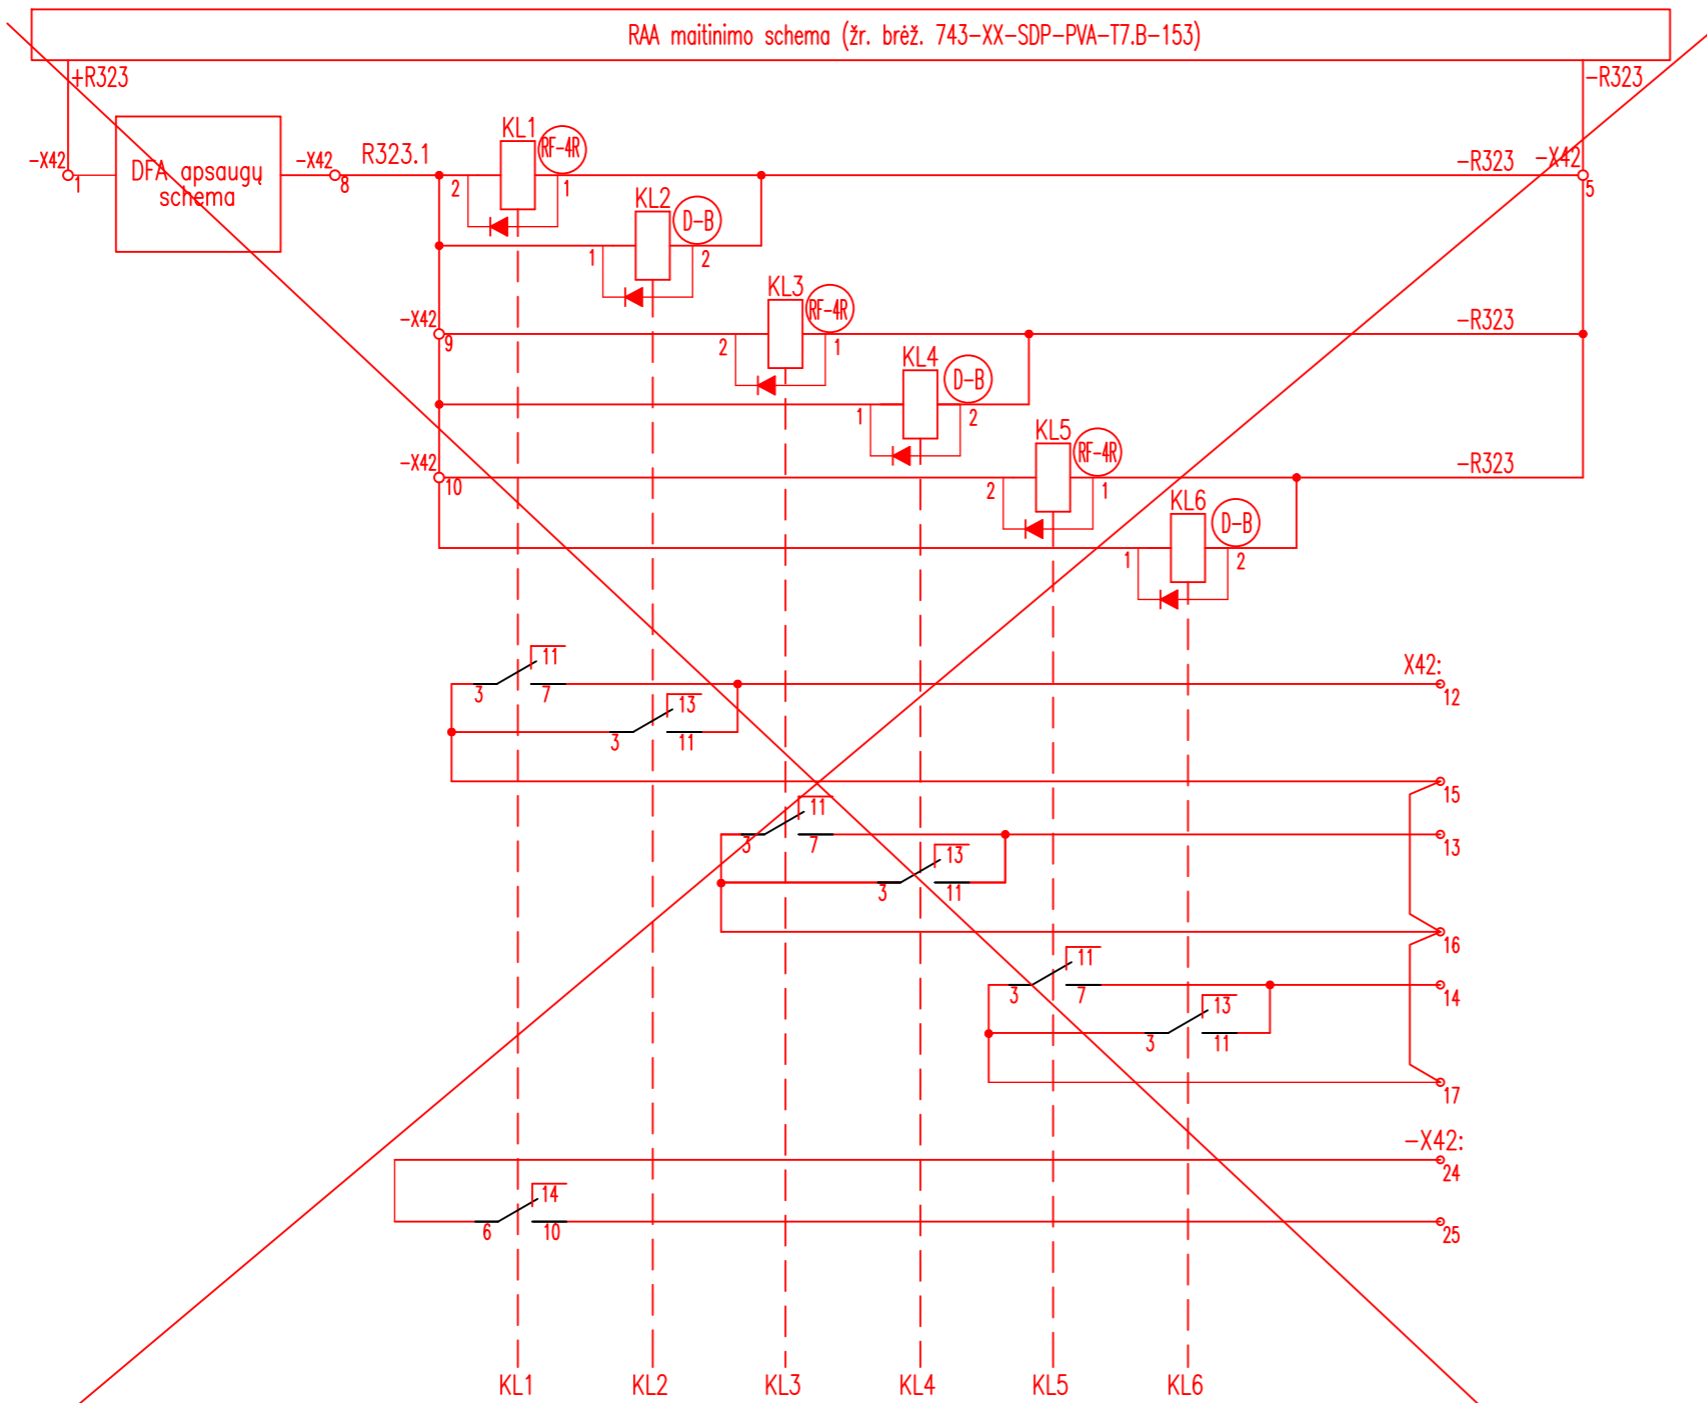 RAA maitinimo schema (žr. brėž. 743-XX-SDP-PVA-T7.B-153)
+R323
-R323
-X42
1
DFA apsaugų
schema
-X42
8
R323.1
KL1
RF-4R
2
1
-R323
-X42
5
KL2
D-B
1
2
KL3
RF-4R
-X42
9
2
1
-R323
KL4
D-B
1
2
KL5
RF-4R
-X42
10
2
1
-R323
KL6
D-B
1
2
11
3
7
X42:
12
13
3
11
15
11
3
7
13
13
3
11
16
11
3
7
14
13
3
11
17
-X42:
24
14
6
10
25
KL1
KL2
KL3
KL4
KL5
KL6